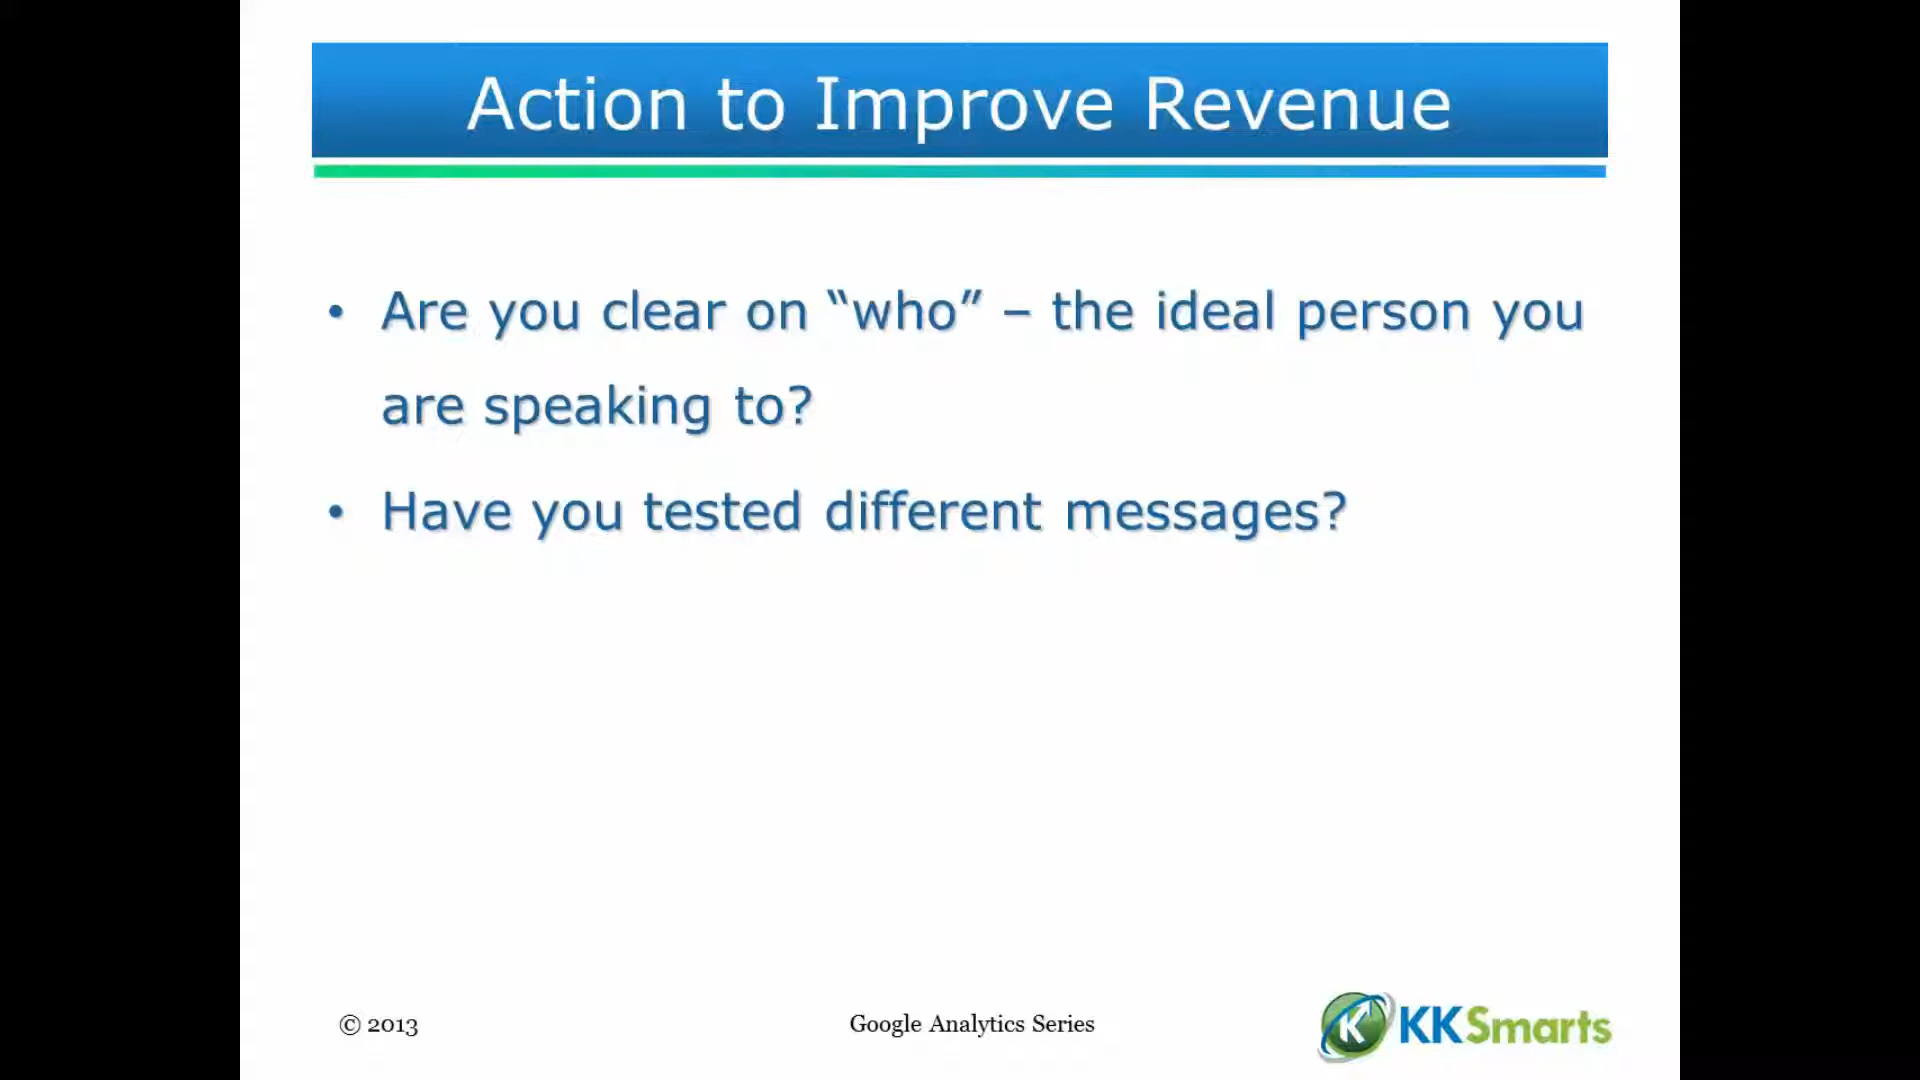 Action to Improve Revenue
• Are you clear on “who” – the ideal person you
are speaking to?
• Have you tested different messages?
© 2013
Google Analytics Series
K KKSmarts